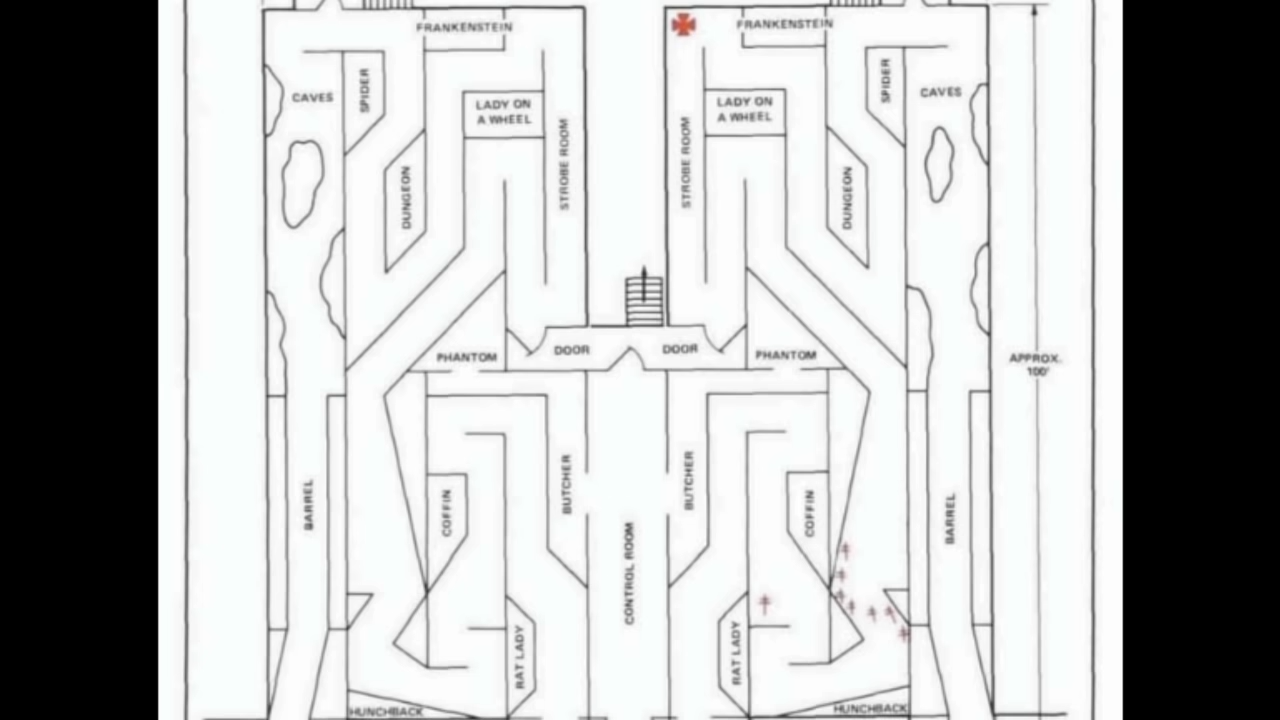 FRANKENSTEIN
FRANKENSTEIN
SPIDER
SPIDER
CAVES
CAVES
LADY ON
A WHEEL
LADY ON
A WHEEL
STROBE ROOM
STROBE ROOM
DUNGEON
DUNGEON
PHANTOM
DOOR
DOOR
PHANTOM
APPROX.
100'
BARREL
COFFIN
BUTCHER
BUTCHER
COFFIN
BARREL
CONTROL ROOM
RAT LADY
RAT LADY
HUNCHBACK
HUNCHBACK